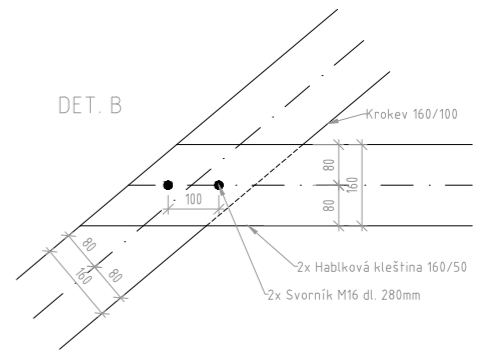 DET. B
Krokev 160/100
80
160
80
100
80
80
160
2x Hablková kleština 160/50
2x Svorník M16 dl. 280mm